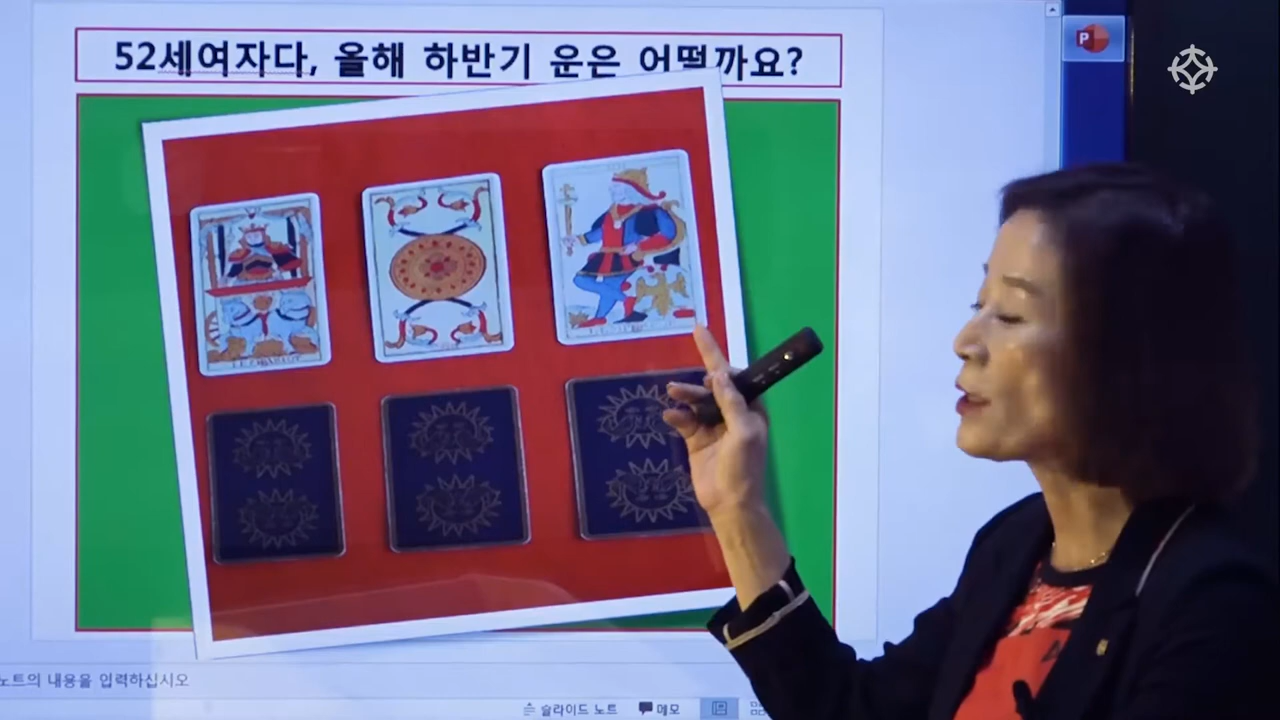 52세여자다, 올해 하반기 운은 어떨까요?
노트의 내용을 입력하십시오
슬라이드 노트
메모
P